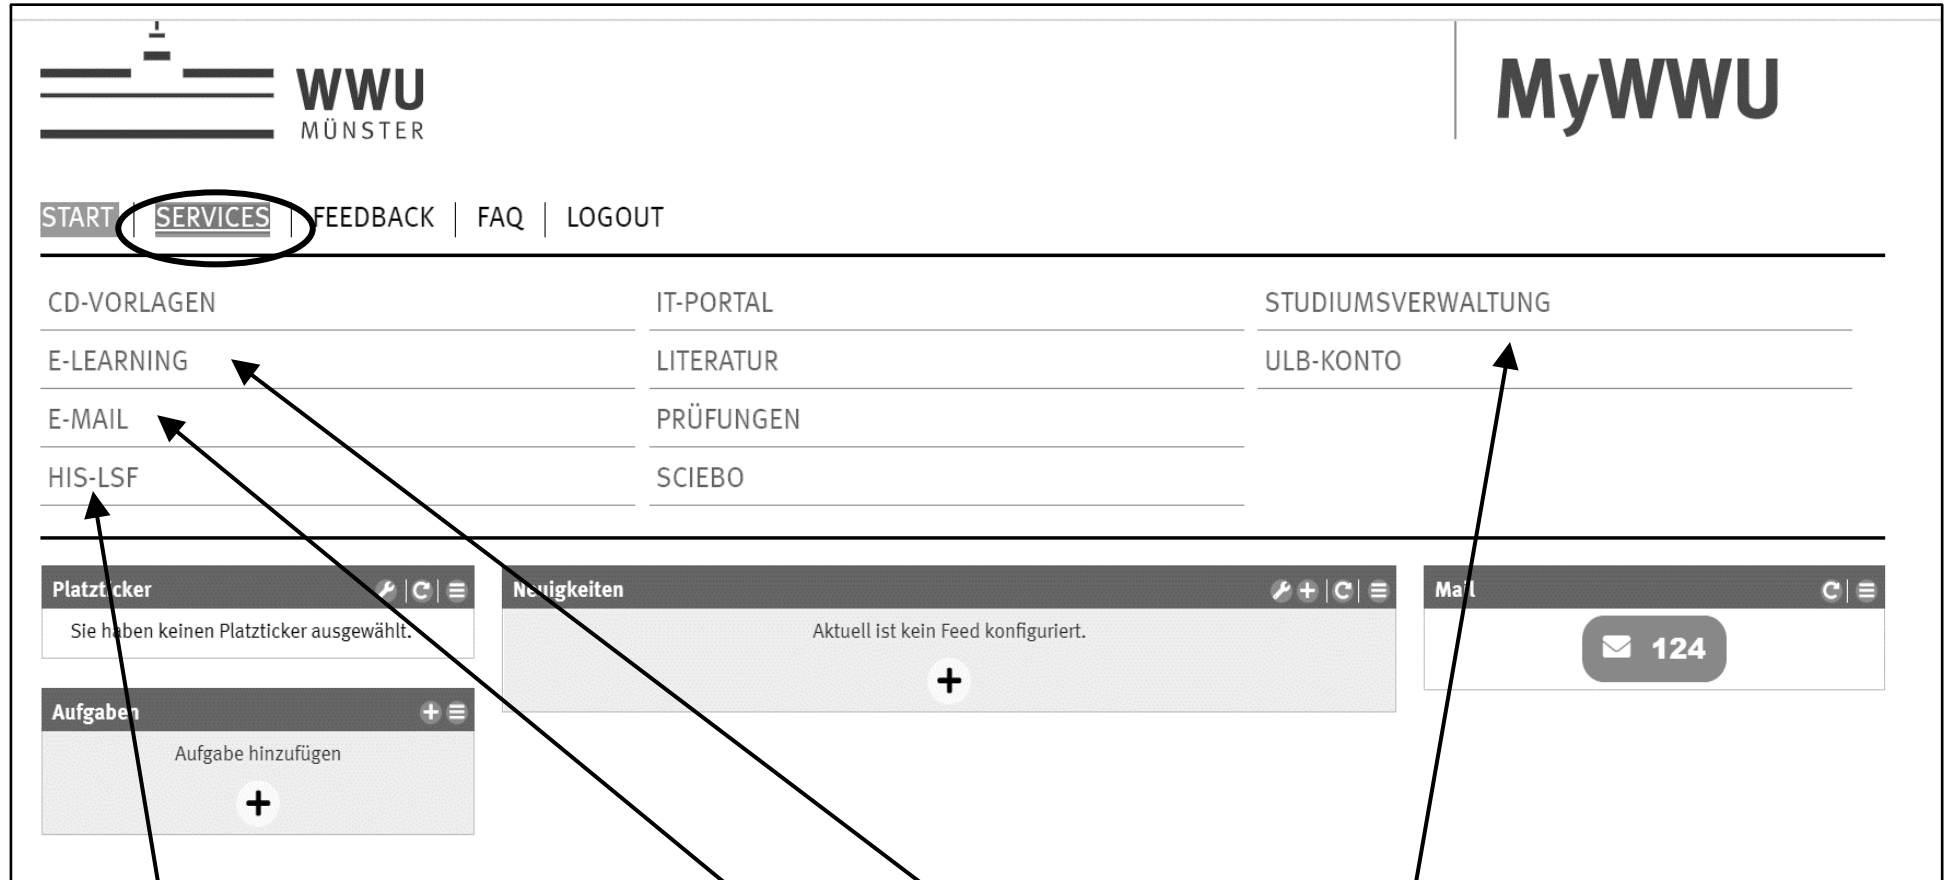 WWU
MÜNSTER
MyWWU
START | SERVICES | FEEDBACK | FAQ | LOGOUT
CD-VORLAGEN
IT-PORTAL
STUDIUMSVERWALTUNG
E-LEARNING
LITERATUR
ULB-KONTO
E-MAIL
PRÜFUNGEN
HIS-LSF
SCIEBO
Platzticker
Sie haben keinen Platzticker ausgewählt.
Neuigkeiten
Aktuell ist kein Feed konfiguriert.
Mail
124
Aufgaben
Aufgabe hinzufügen